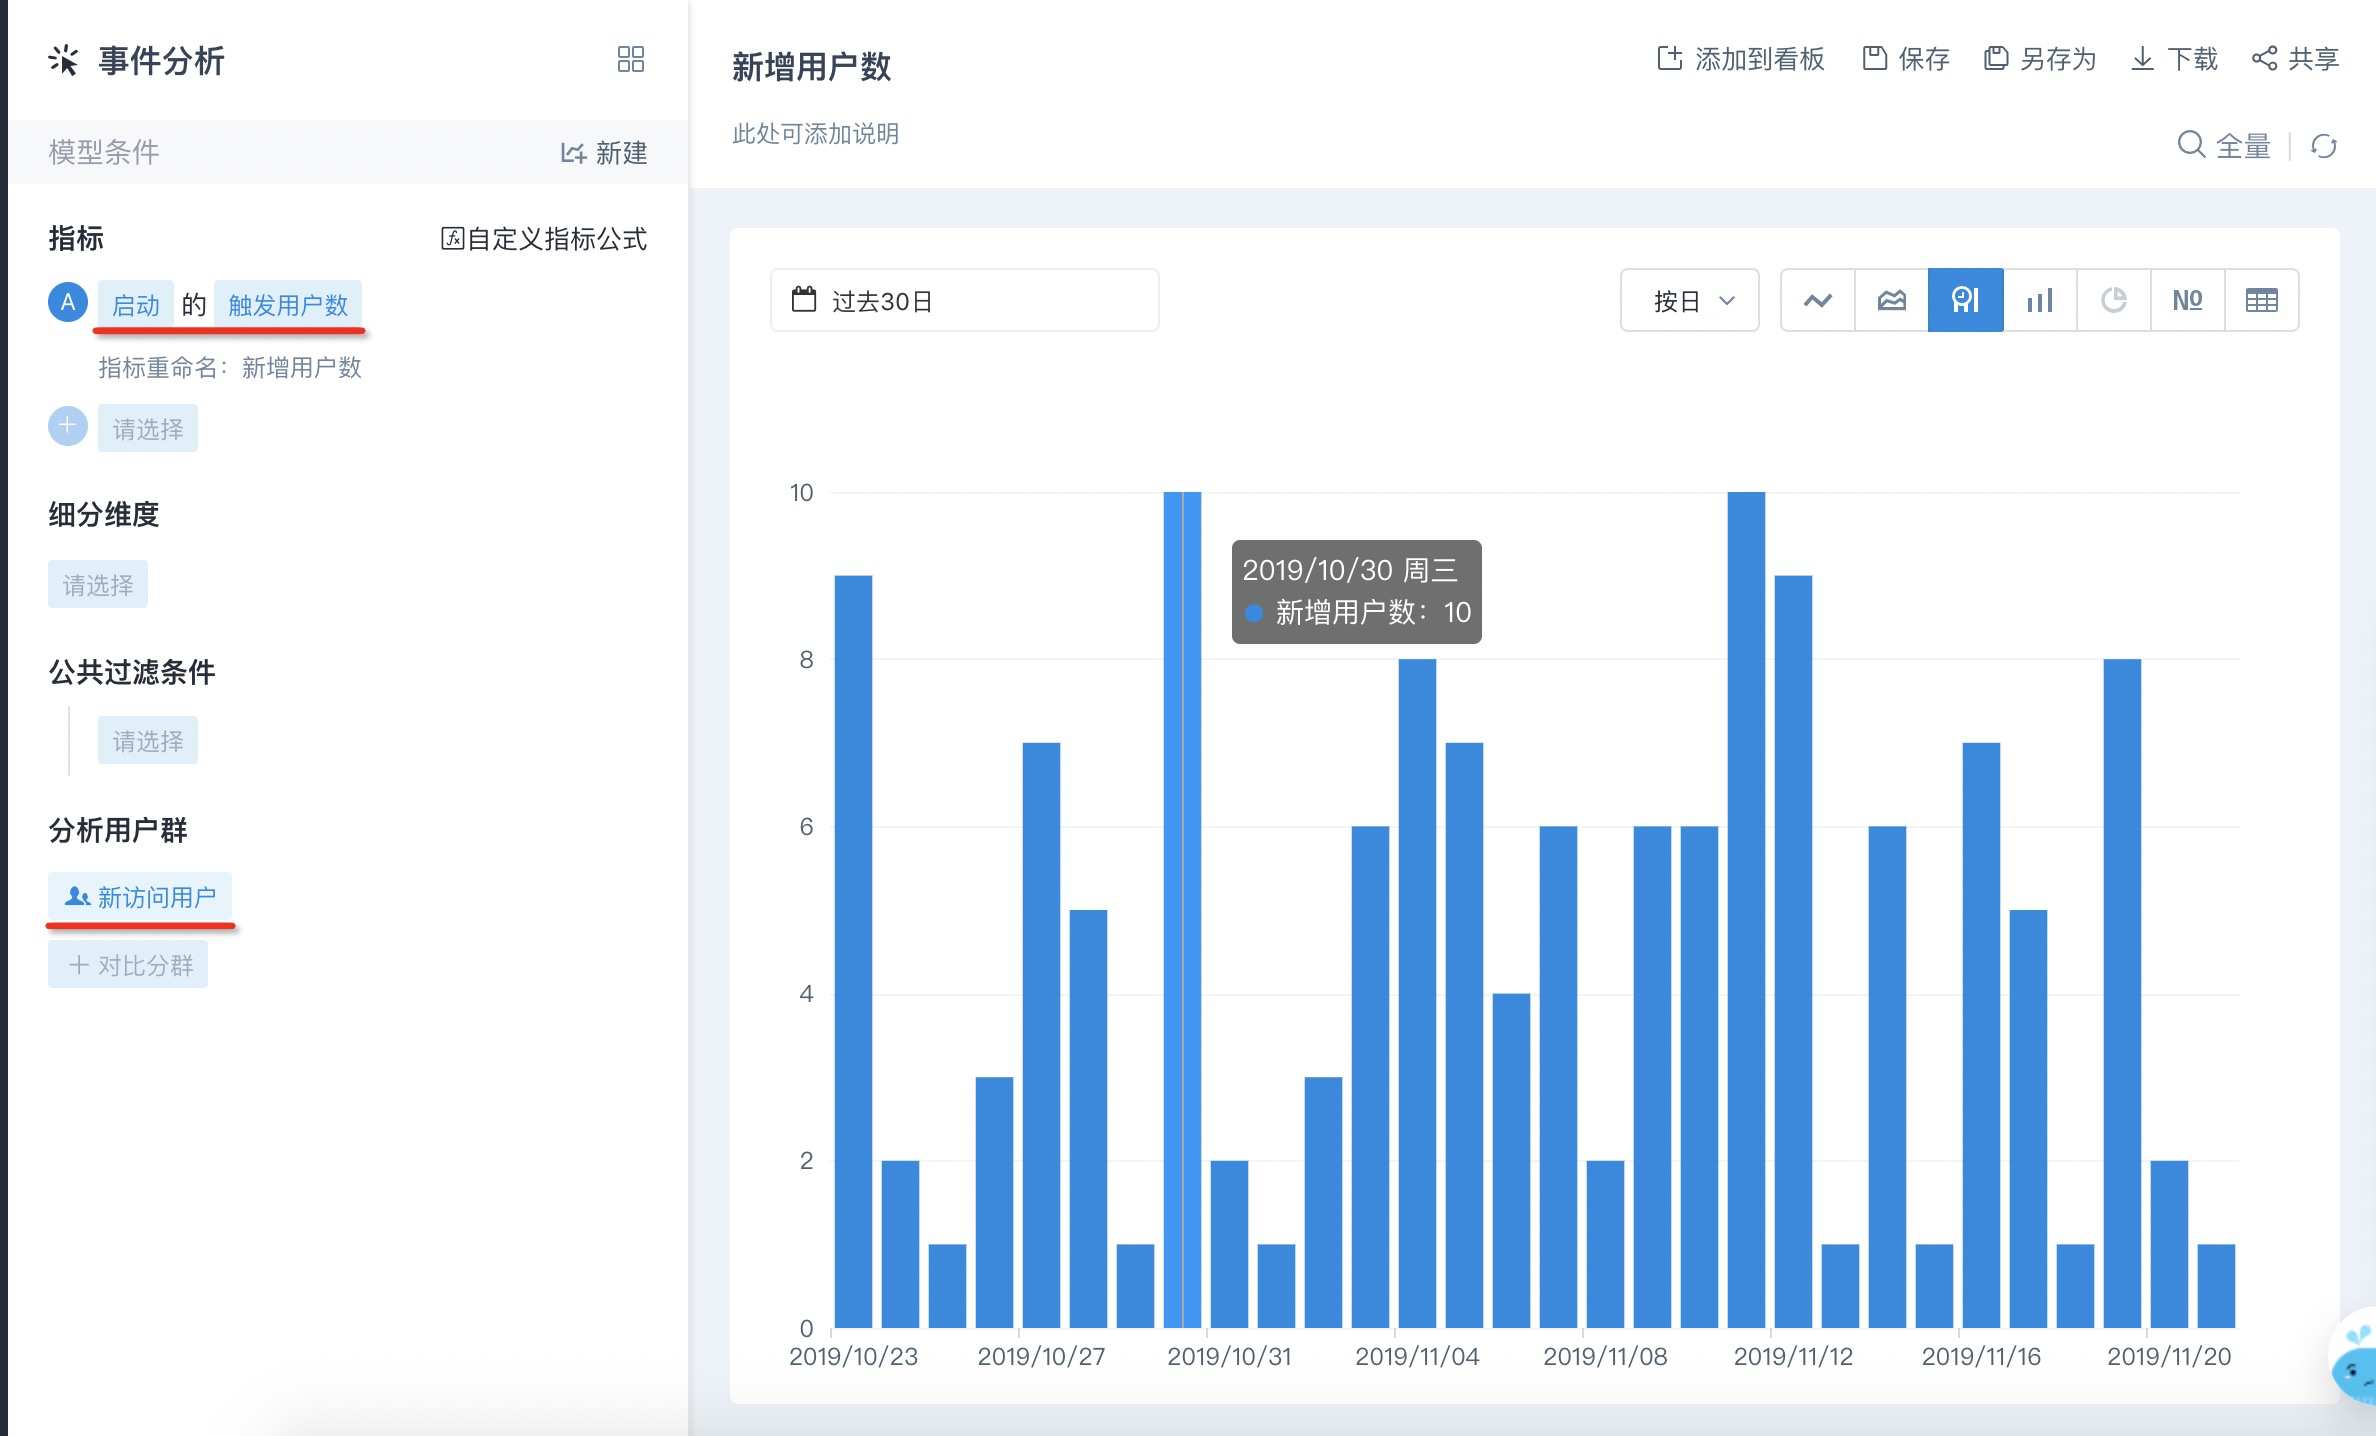 事件分析
模型条件
新建
指标
自定义指标公式
A 启动 的 触发用户数
指标重命名：新增用户数
请选择
细分维度
请选择
公共过滤条件
请选择
分析用户群
新访问用户
+ 对比分群
新增用户数
添加到看板 保存 另存为 下载 共享
此处可添加说明
全量
过去30日
按日
Nº
10
8
6
4
2
0
2019/10/30 周三
新增用户数：10
2019/10/23 2019/10/27 2019/10/31 2019/11/04 2019/11/08 2019/11/12 2019/11/16 2019/11/20